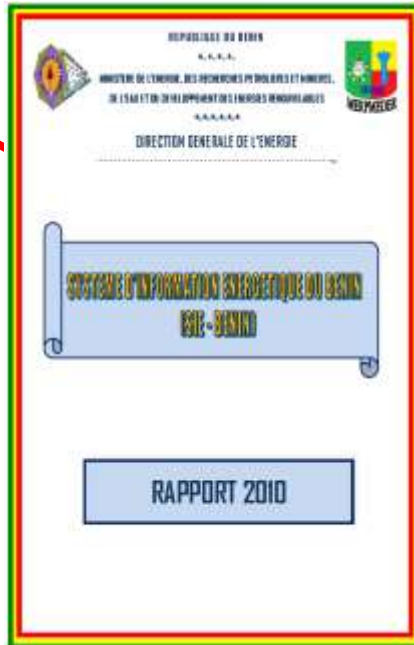 REPUBLIQUE DU BENIN
MINISTERE DE L'ENERGIE, DES RECHERCHES PETROLIERES ET MINIERES,
DE L'EAU ET DU DEVELOPPEMENT DES ENERGIES RENOUVELABLES
DIRECTION GENERALE DE L'ENERGIE
SYSTEME D'INFORMATION ENERGETIQUE DU BENIN
(SIE - BENIN)
RAPPORT 2010